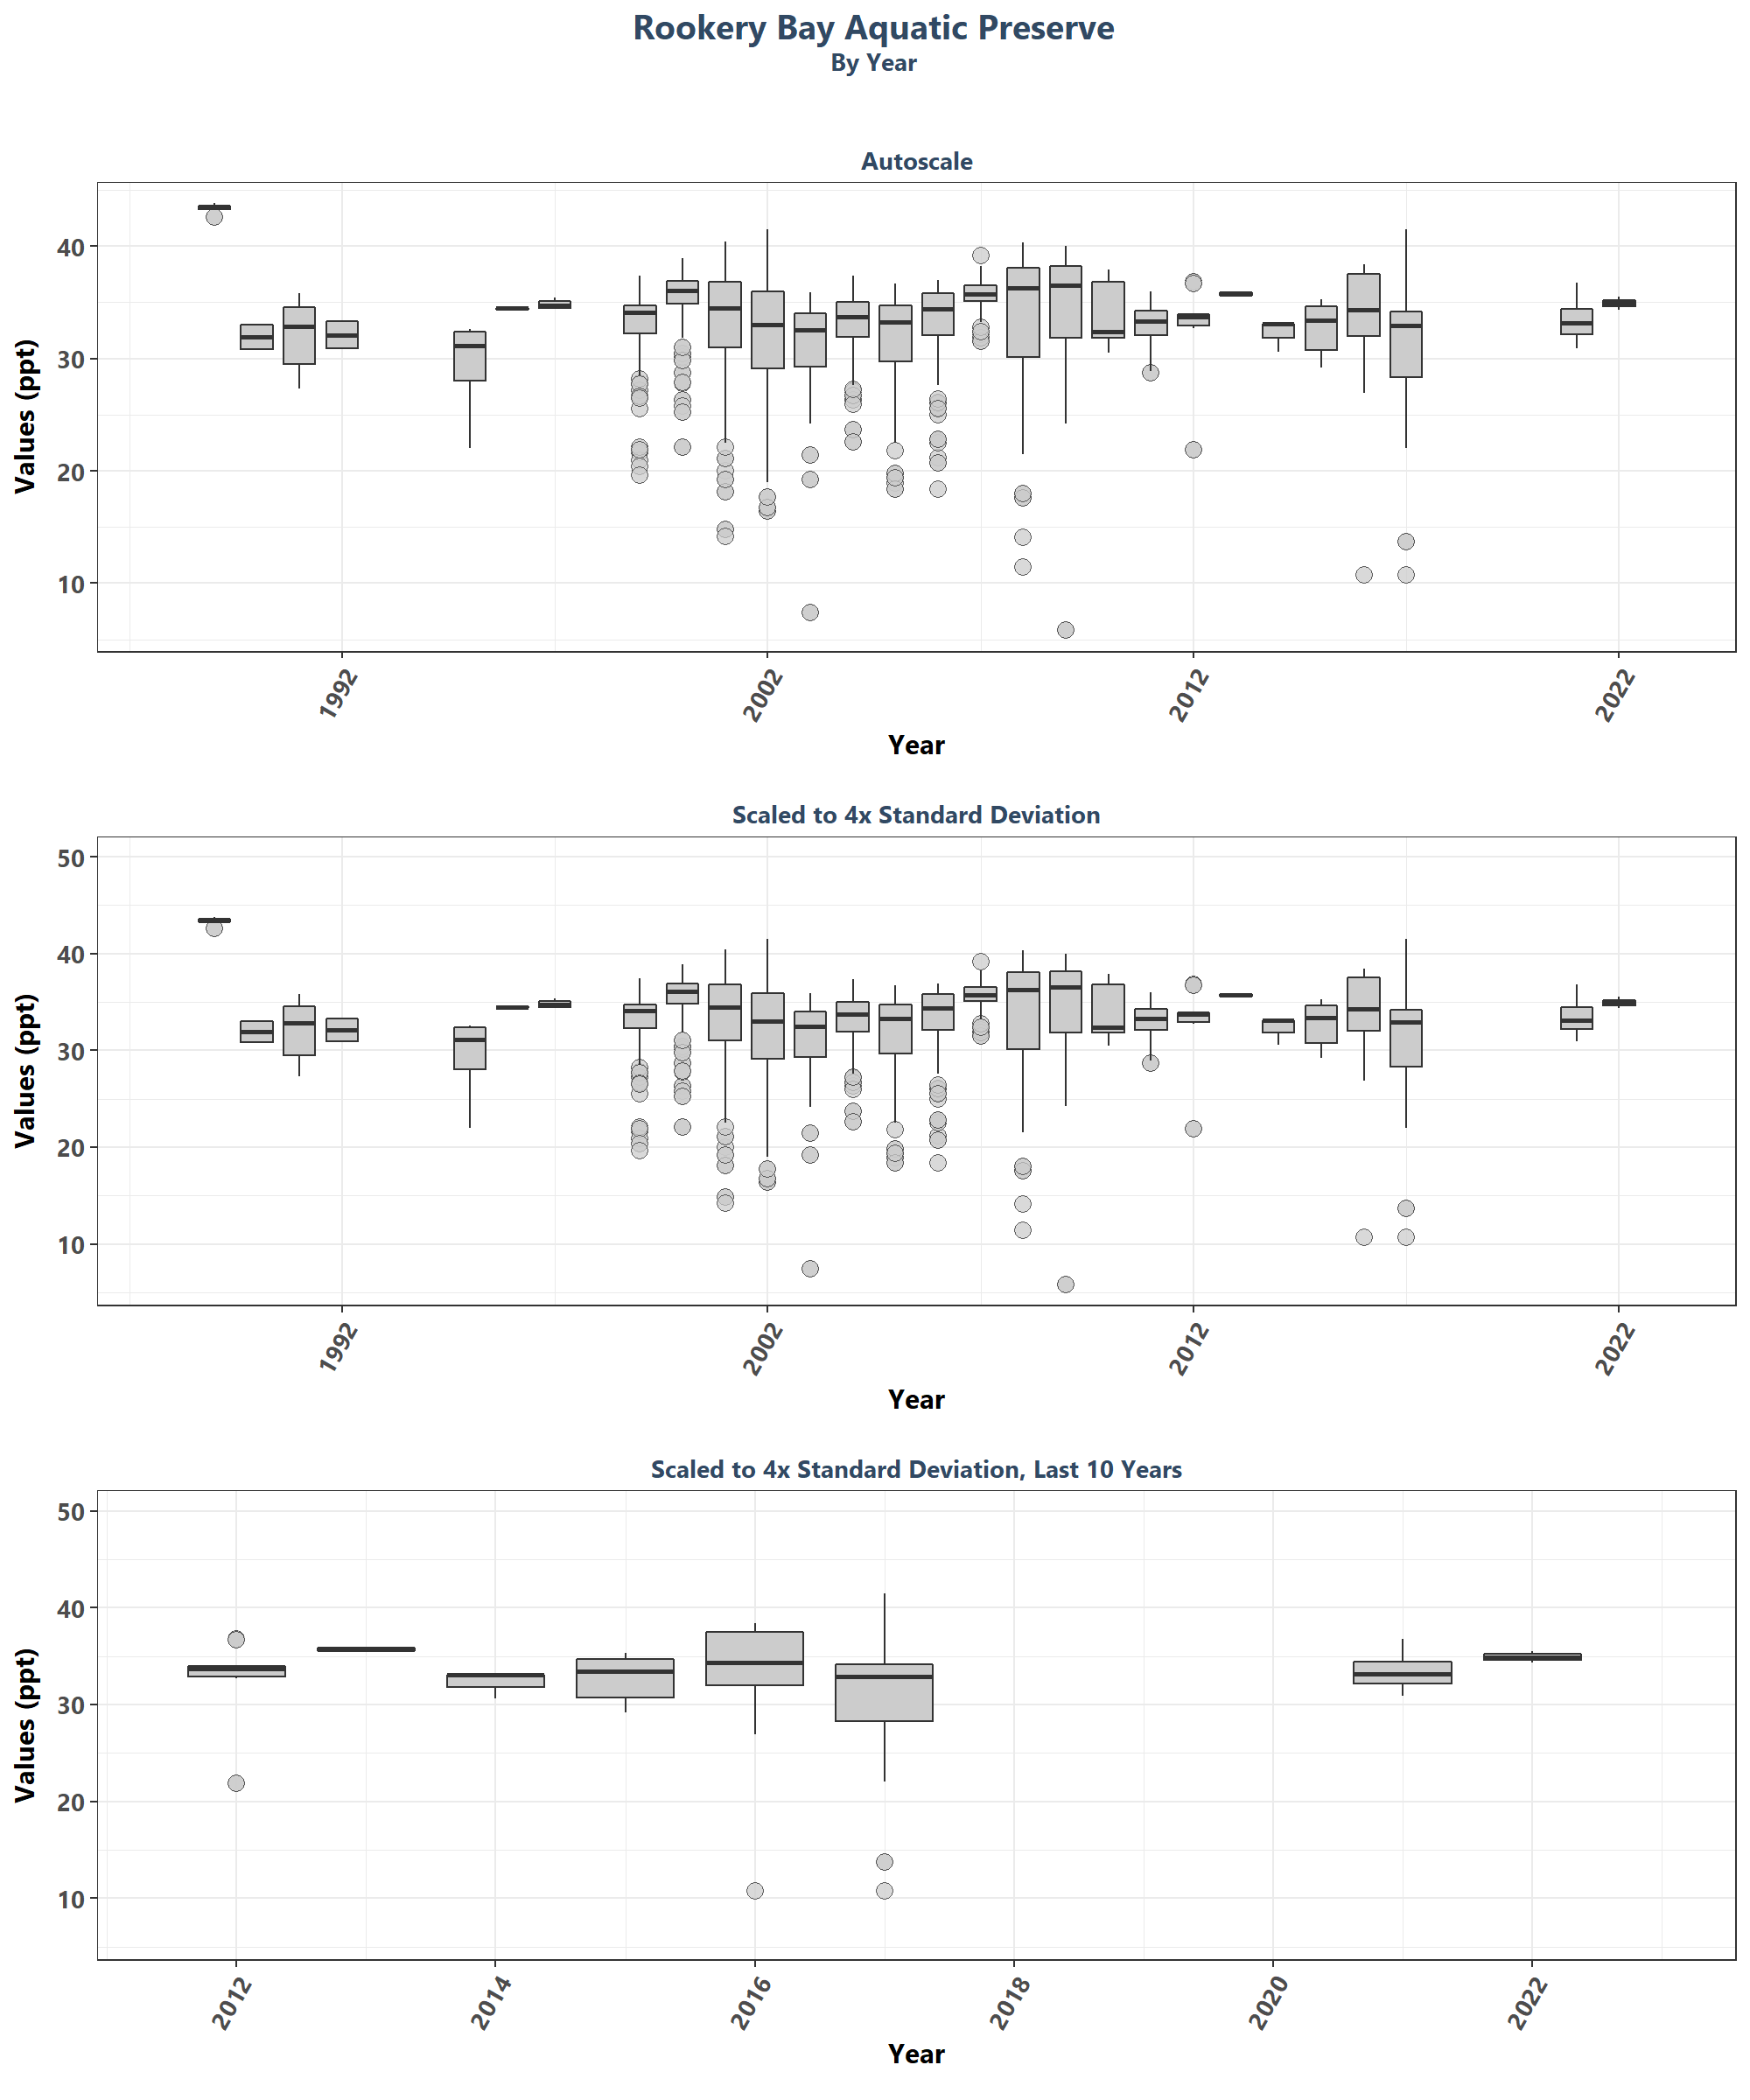 Rookery Bay Aquatic Preserve
By Year
Autoscale
Values (ppt)
40
30
20
10
1992
2002
2012
2022
Year
Scaled to 4x Standard Deviation
Values (ppt)
50
40
30
20
10
1992
2002
2012
2022
Year
Scaled to 4x Standard Deviation, Last 10 Years
Values (ppt)
50
40
30
20
10
2012
2014
2016
2018
2020
2022
Year